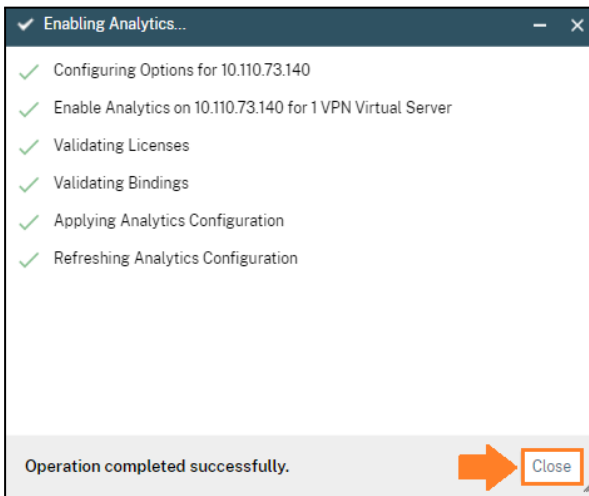 Enabling Analytics...
Configuring Options for 10.110.73.140
Enable Analytics on 10.110.73.140 for 1 VPN Virtual Server
Validating Licenses
Validating Bindings
Applying Analytics Configuration
Refreshing Analytics Configuration
Operation completed successfully.
Close